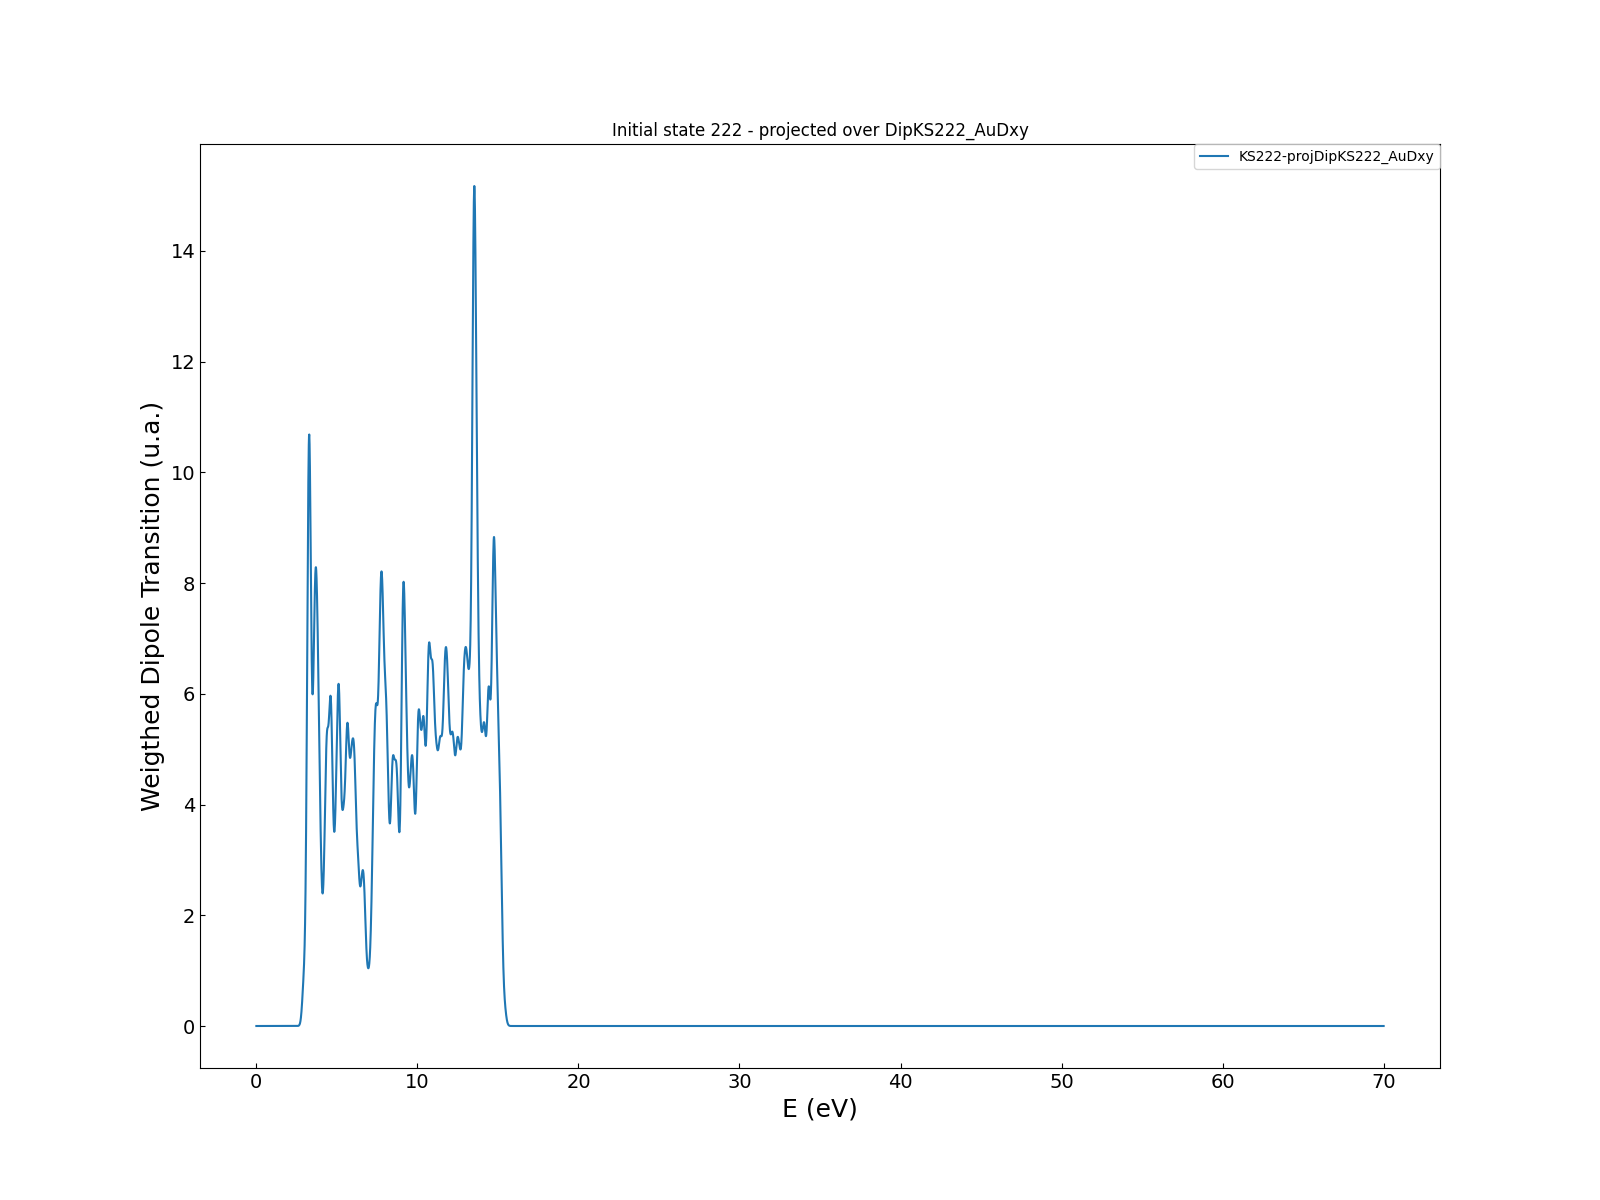 Initial state 222 - projected over DipKS222_AuDxy
KS222-projDipKS222_AuDxy
Weigthed Dipole Transition (u.a.)
14
12
10
8
6
4
2
0
0 10 20 30 40 50 60 70
E (eV)